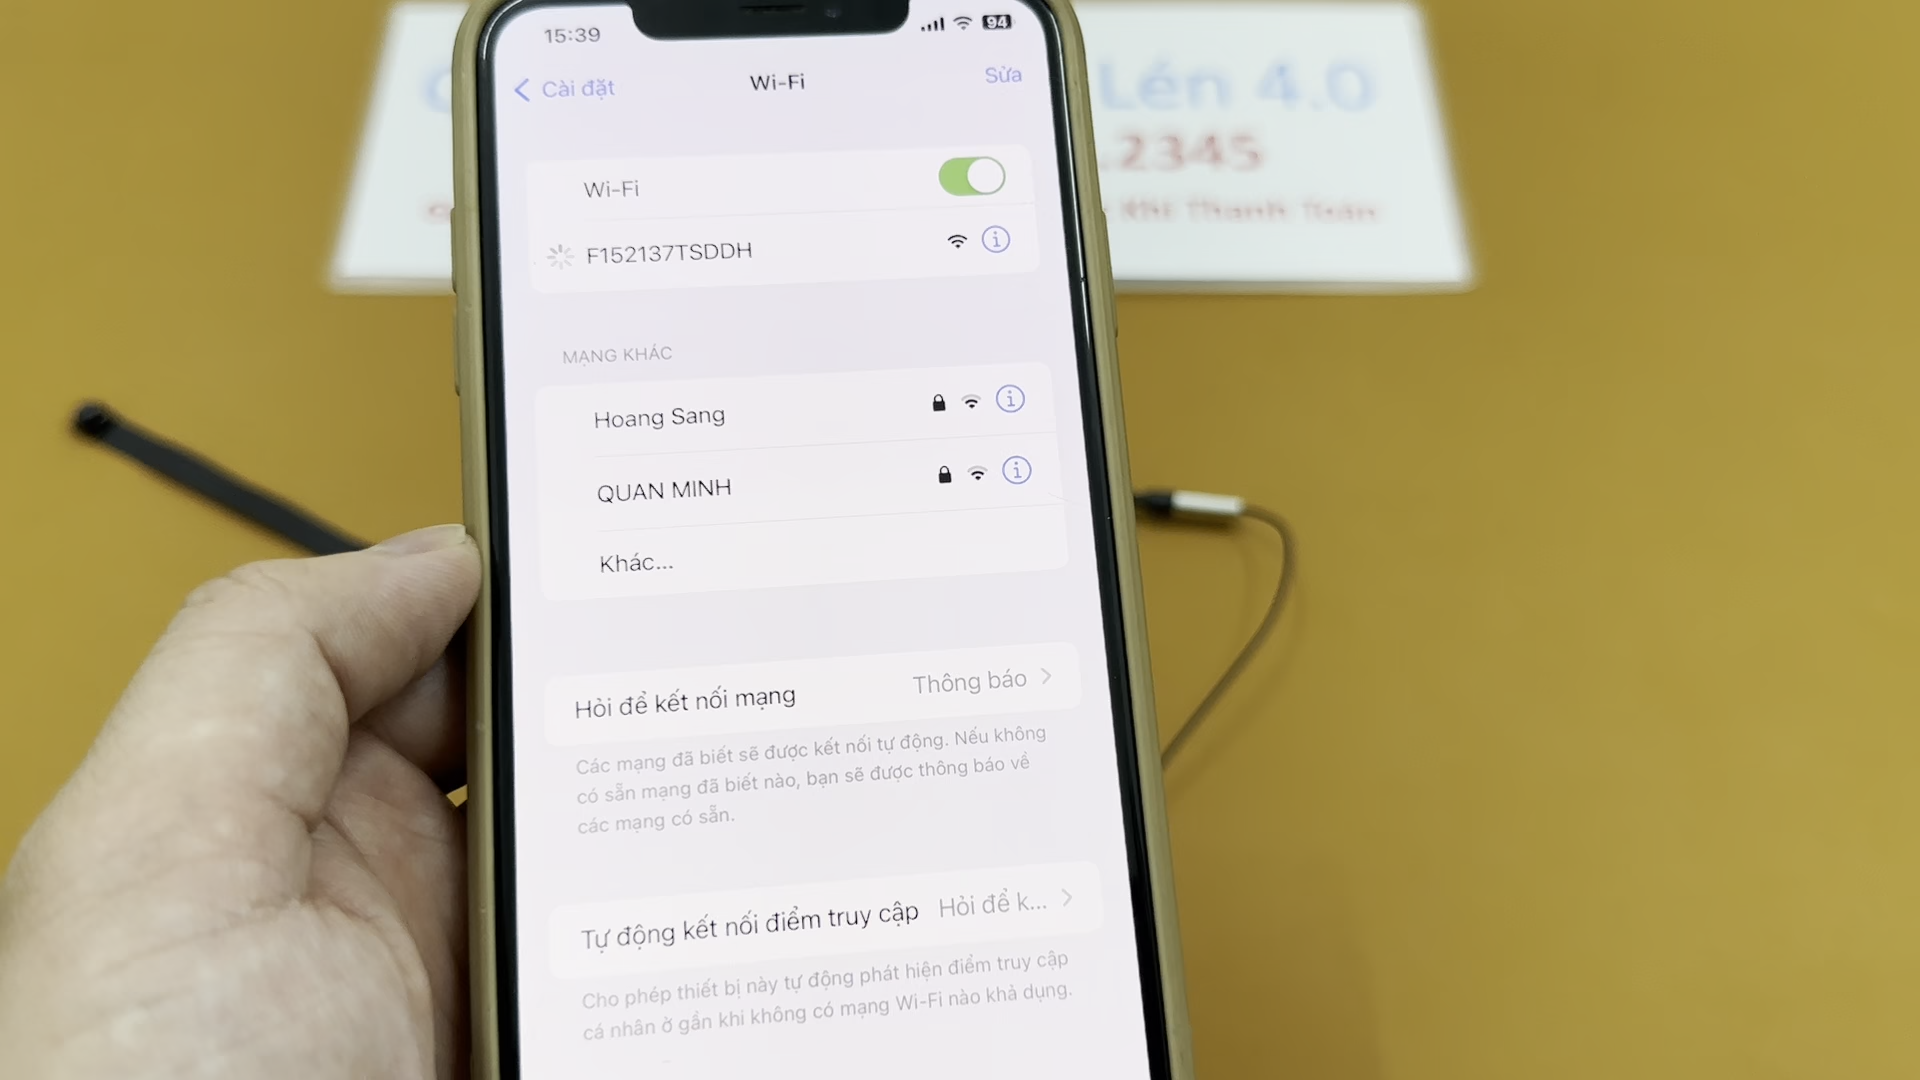 15:39
94
Cài đặt
Wi-Fi
Sửa
Lén 4.0
.2345
Khi Thanh Toán
Wi-Fi
F152137TSDDH
MẠNG KHÁC
Hoang Sang
QUAN MINH
Khác...
Hỏi để kết nối mạng
Thông báo
Các mạng đã biết sẽ được kết nối tự động. Nếu không
có sẵn mạng đã biết nào, bạn sẽ được thông báo về
các mạng có sẵn.
Tự động kết nối điểm truy cập
Hỏi để k...
Cho phép thiết bị này tự động phát hiện điểm truy cập
cá nhân ở gần khi không có mạng Wi-Fi nào khả dụng.